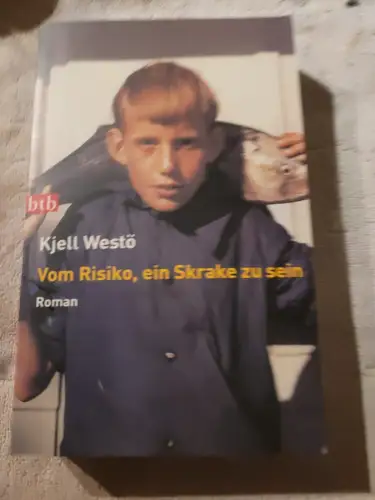 btb
Kjell Westö
Vom Risiko, ein Skrake zu sein
Roman